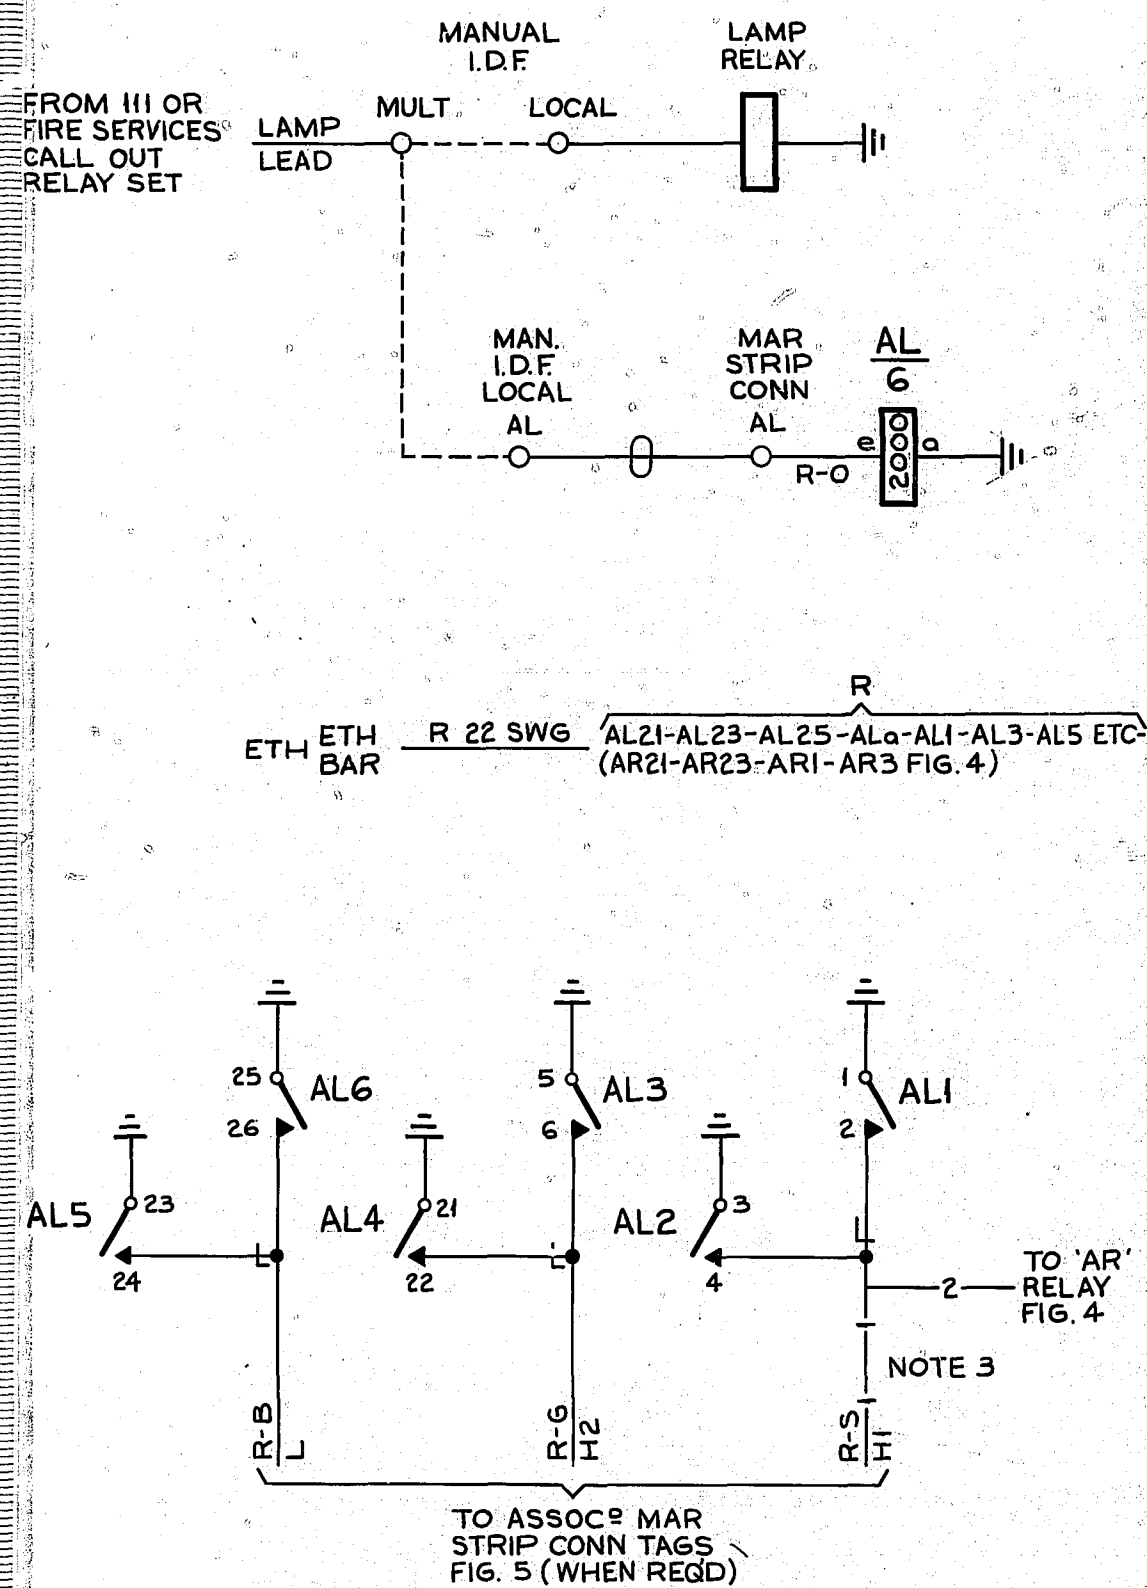 MANUAL
I.D.F.
LAMP
RELAY
FROM 111 OR
FIRE SERVICES
CALL OUT
RELAY SET
LAMP
LEAD
MULT.
LOCAL
MAN.
I.D.F.
LOCAL
AL
MAR
STRIP
CONN
AL
AL
6
e
2000
a
R-O
R
ETH
ETH
BAR
R 22 SWG
AL21-AL23-AL25-ALa-AL1-AL3-AL5 ETC-
(AR21-AR23-AR1-AR3 FIG. 4)
25
AL6
26
5
AL3
6
1
AL1
2
AL5
23
24
L
AL4
21
22
L
AL2
3
4
L
2
TO 'AR'
RELAY
FIG. 4
NOTE 3
R-B
L
R-G
H2
R-S
H1
TO ASSOCD MAR
STRIP CONN TAGS
FIG. 5 (WHEN REQD)